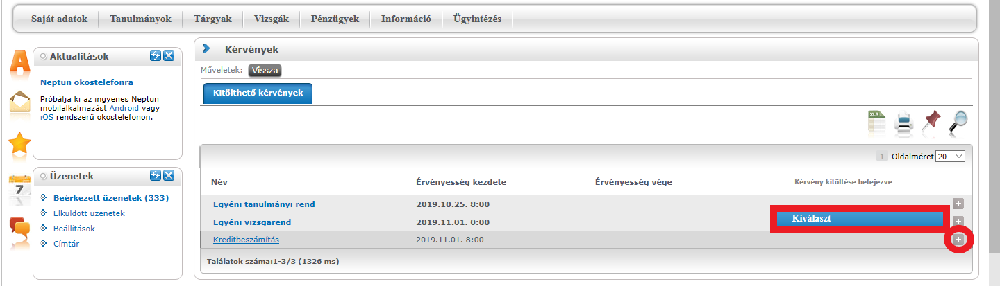 Saját adatok Tanulmányok Tárgyak Vizsgák Pénzügyek Információ Ügyintézés
A
Aktualitások
Neptun okostelefonra
Próbálja ki az ingyenes Neptun
mobilalkalmazást Android vagy
iOS rendszerű okostelefonon.
7
Üzenetek
Beérkezett üzenetek (333)
Elküldött üzenetek
Beállítások
Címtár
Kérvények
Műveletek: Vissza
Kitölthető kérvények
XLS
1 Oldalméret 20
Név Érvényesség kezdete Érvényesség vége Kérvény kitöltése befejezve
Egyéni tanulmányi rend 2019.10.25. 8:00
Egyéni vizsgarend 2019.11.01. 0:00 Kiválaszt
Kreditbeszámítás 2019.11.01. 8:00
Találatok száma:1-3/3 (1326 ms)